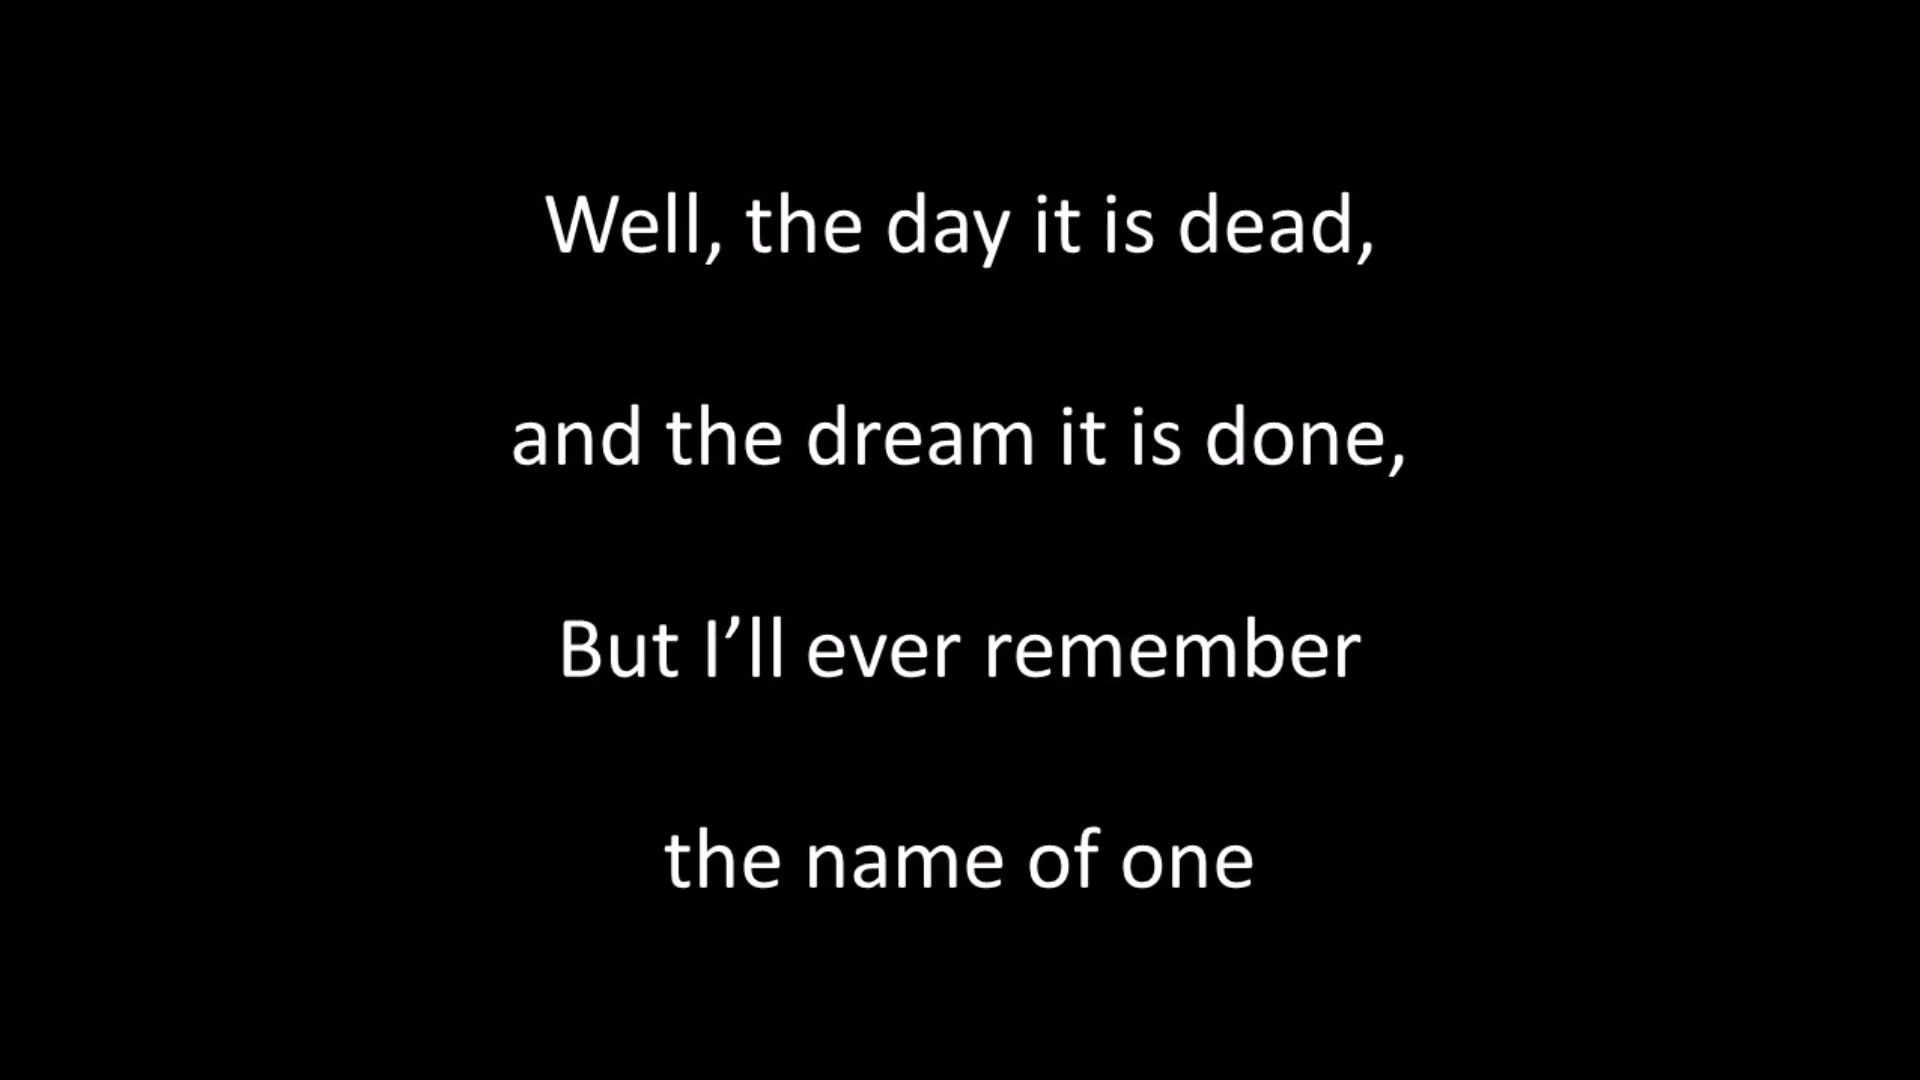 Well, the day it is dead,
and the dream it is done,
But I’ll ever remember
the name of one